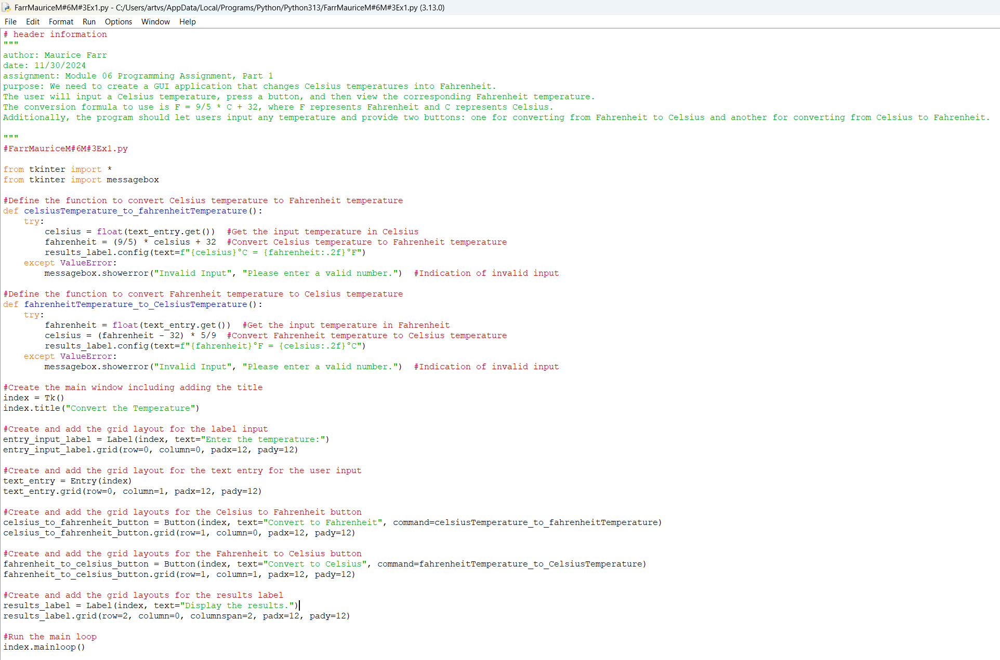 FarrMauriceM#6M#3Ex1.py - C:/Users/artvs/AppData/Local/Programs/Python/Python313/FarrMauriceM#6M#3Ex1.py (3.13.0)
File Edit Format Run Options Window Help
# header information
"""
author: Maurice Farr
date: 11/30/2024
assignment: Module 06 Programming Assignment, Part 1
purpose: We need to create a GUI application that changes Celsius temperatures into Fahrenheit.
The user will input a Celsius temperature, press a button, and then view the corresponding Fahrenheit temperature.
The conversion formula to use is F = 9/5 * C + 32, where F represents Fahrenheit and C represents Celsius.
Additionally, the program should let users input any temperature and provide two buttons: one for converting from Fahrenheit to Celsius and another for converting from Celsius to Fahrenheit.

"""
#FarrMauriceM#6M#3Ex1.py

from tkinter import *
from tkinter import messagebox

#Define the function to convert Celsius temperature to Fahrenheit temperature
def celsiusTemperature_to_fahrenheitTemperature():
    try:
        celsius = float(text_entry.get())  #Get the input temperature in Celsius
        fahrenheit = (9/5) * celsius + 32  #Convert Celsius temperature to Fahrenheit temperature
        results_label.config(text=f"{celsius}°C = {fahrenheit:.2f}°F")
    except ValueError:
        messagebox.showerror("Invalid Input", "Please enter a valid number.")  #Indication of invalid input

#Define the function to convert Fahrenheit temperature to Celsius temperature
def fahrenheitTemperature_to_CelsiusTemperature():
    try:
        fahrenheit = float(text_entry.get())  #Get the input temperature in Fahrenheit
        celsius = (fahrenheit - 32) * 5/9  #Convert Fahrenheit temperature to Celsius temperature
        results_label.config(text=f"{fahrenheit}°F = {celsius:.2f}°C")
    except ValueError:
        messagebox.showerror("Invalid Input", "Please enter a valid number.")  #Indication of invalid input

#Create the main window including adding the title
index = Tk()
index.title("Convert the Temperature")

#Create and add the grid layout for the label input
entry_input_label = Label(index, text="Enter the temperature:")
entry_input_label.grid(row=0, column=0, padx=12, pady=12)

#Create and add the grid layout for the text entry for the user input
text_entry = Entry(index)
text_entry.grid(row=0, column=1, padx=12, pady=12)

#Create and add the grid layouts for the Celsius to Fahrenheit button
celsius_to_fahrenheit_button = Button(index, text="Convert to Fahrenheit", command=celsiusTemperature_to_fahrenheitTemperature)
celsius_to_fahrenheit_button.grid(row=1, column=0, padx=12, pady=12)

#Create and add the grid layouts for the Fahrenheit to Celsius button
fahrenheit_to_celsius_button = Button(index, text="Convert to Celsius", command=fahrenheitTemperature_to_CelsiusTemperature)
fahrenheit_to_celsius_button.grid(row=1, column=1, padx=12, pady=12)

#Create and add the grid layouts for the results label
results_label = Label(index, text="Display the results.")
results_label.grid(row=2, column=0, columnspan=2, padx=12, pady=12)

#Run the main loop
index.mainloop()